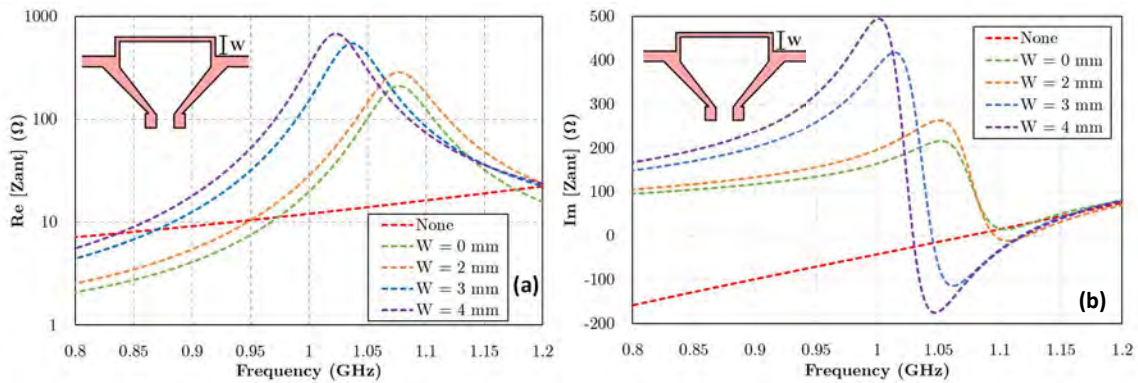 1000
100
10
1
Re [Zant] (Ω)
W
None
W = 0 mm
W = 2 mm
W = 3 mm
W = 4 mm
(a)
0.8 0.85 0.9 0.95 1 1.05 1.1 1.15 1.2
Frequency (GHz)
500
400
300
200
100
0
-100
-200
Im [Zant] (Ω)
W
None
W = 0 mm
W = 2 mm
W = 3 mm
W = 4 mm
(b)
0.8 0.85 0.9 0.95 1 1.05 1.1 1.15 1.2
Frequency (GHz)